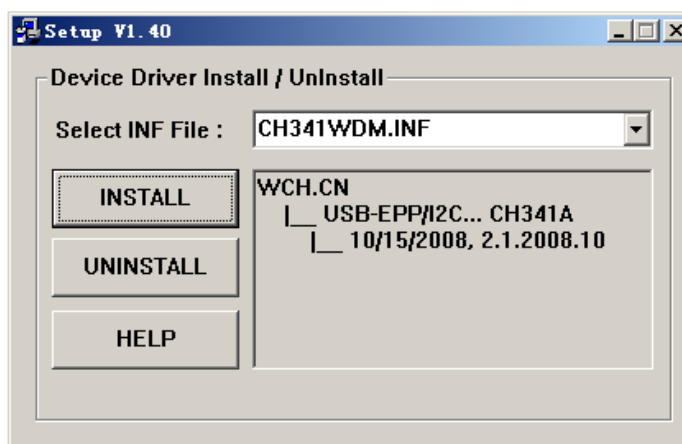 Setup V1.40
Device Driver Install / UnInstall
Select INF File :
CH341WDM.INF
INSTALL
UNINSTALL
HELP
WCH.CN
|__ USB-EPP/I2C... CH341A
|__ 10/15/2008, 2.1.2008.10